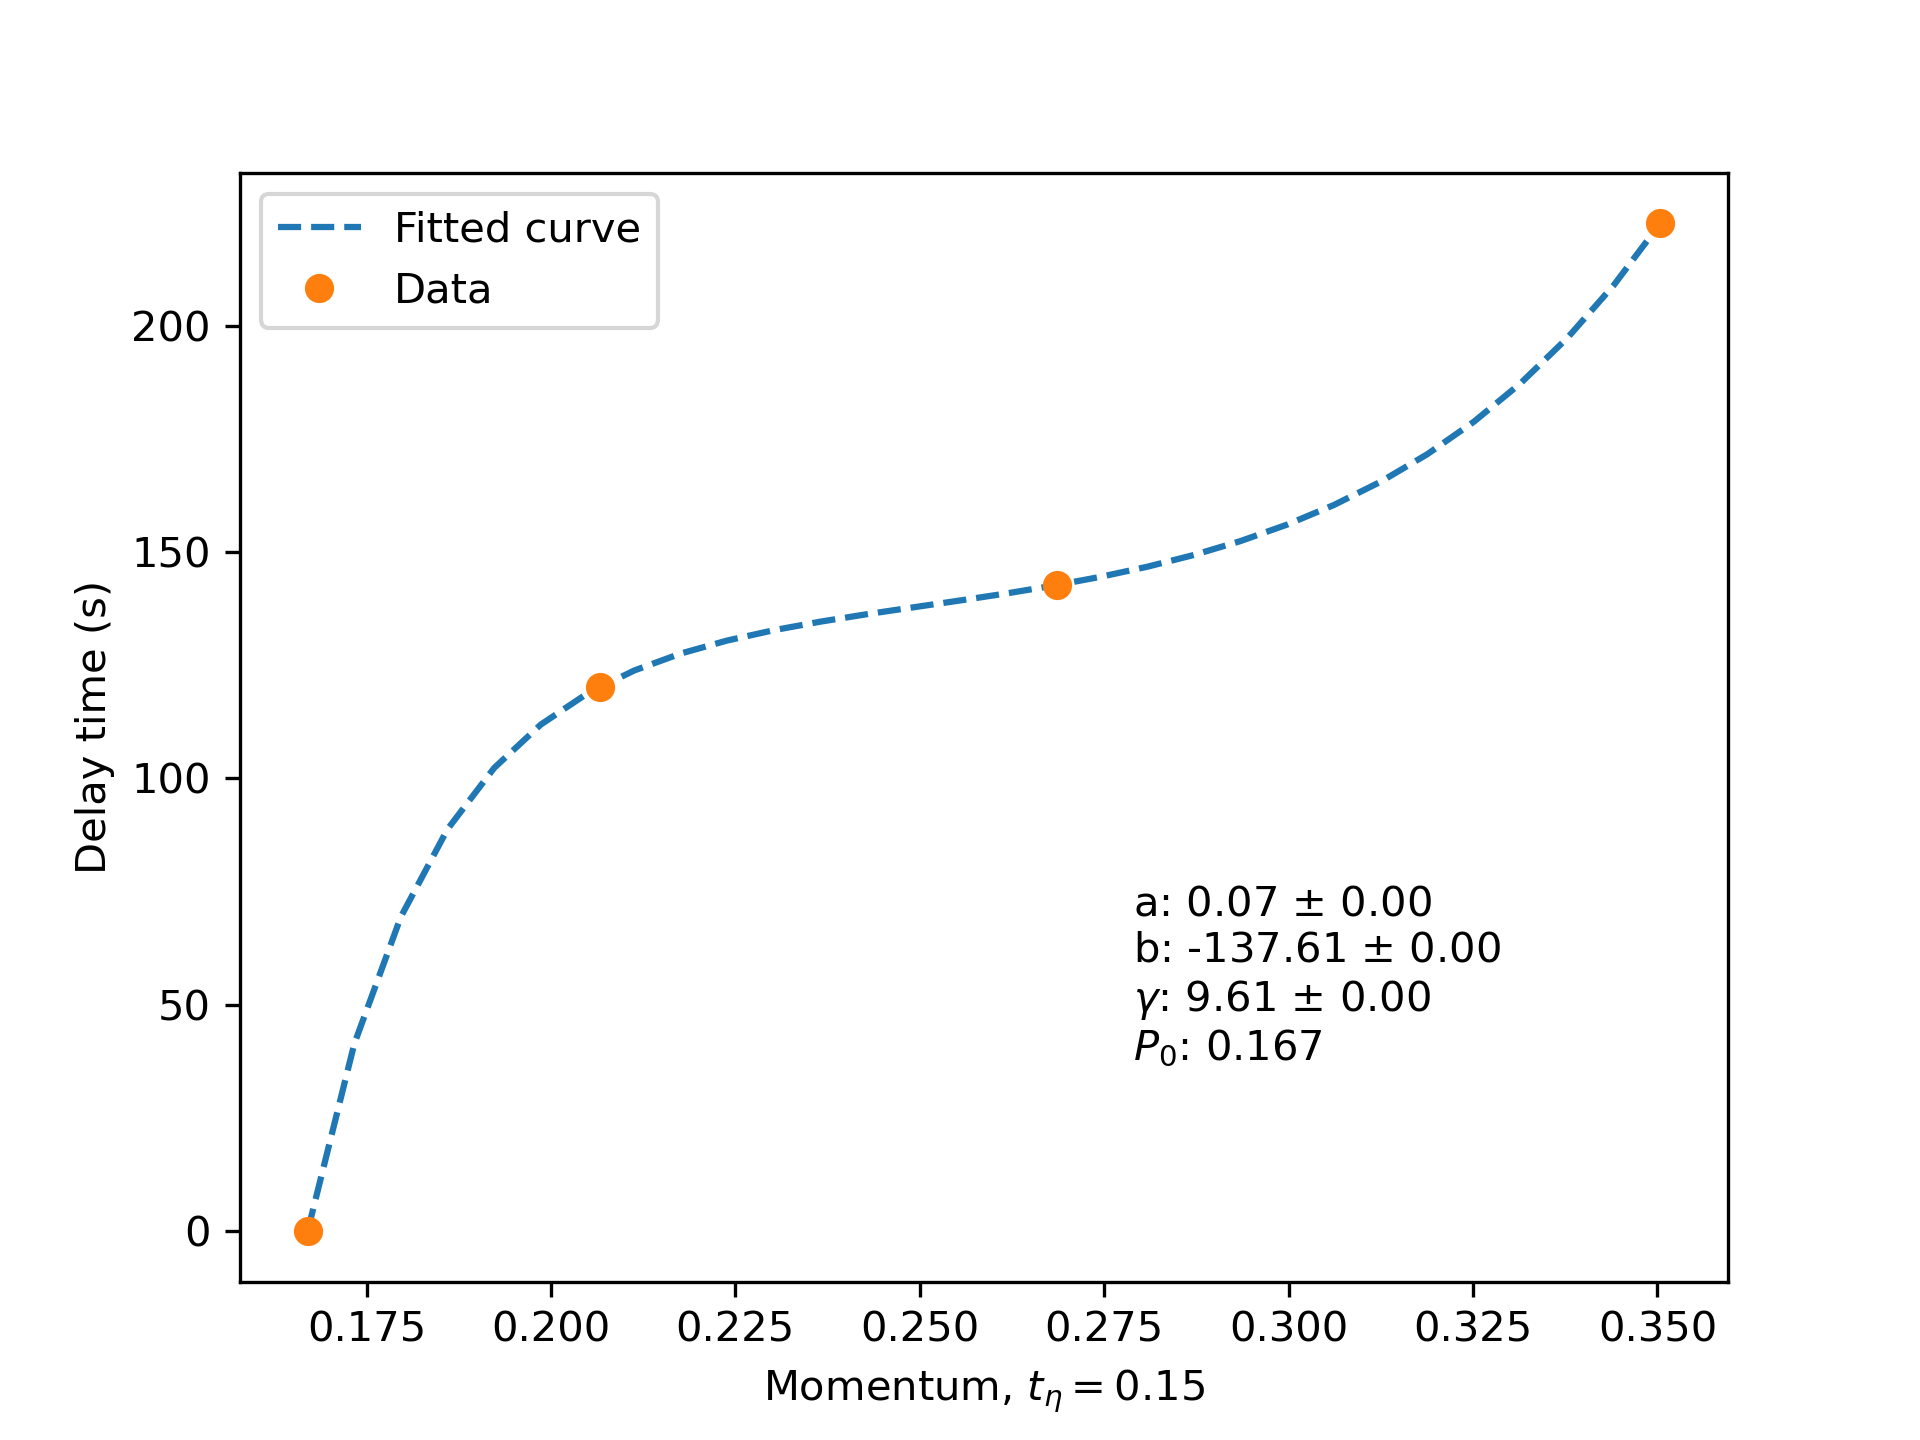 Fitted curve
Data
200
150
100
50
0
Delay time (s)
a: 0.07 ± 0.00
b: -137.61 ± 0.00
γ: 9.61 ± 0.00
P₀: 0.167
0.175 0.200 0.225 0.250 0.275 0.300 0.325 0.350
Momentum, tη = 0.15